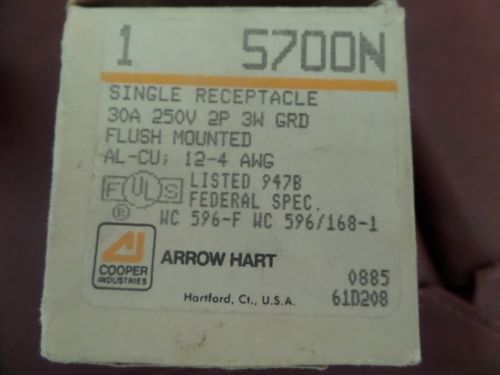 1 5700N
SINGLE RECEPTACLE
30A 250V 2P 3W GRD
FLUSH MOUNTED
AL-CU; 12-4 AWG
F UL S LISTED 947B
® FEDERAL SPEC.
WC 596-F WC 596/168-1
COOPER
INDUSTRIES
ARROW HART
Hartford, Ct., U.S.A.
0885
61D208